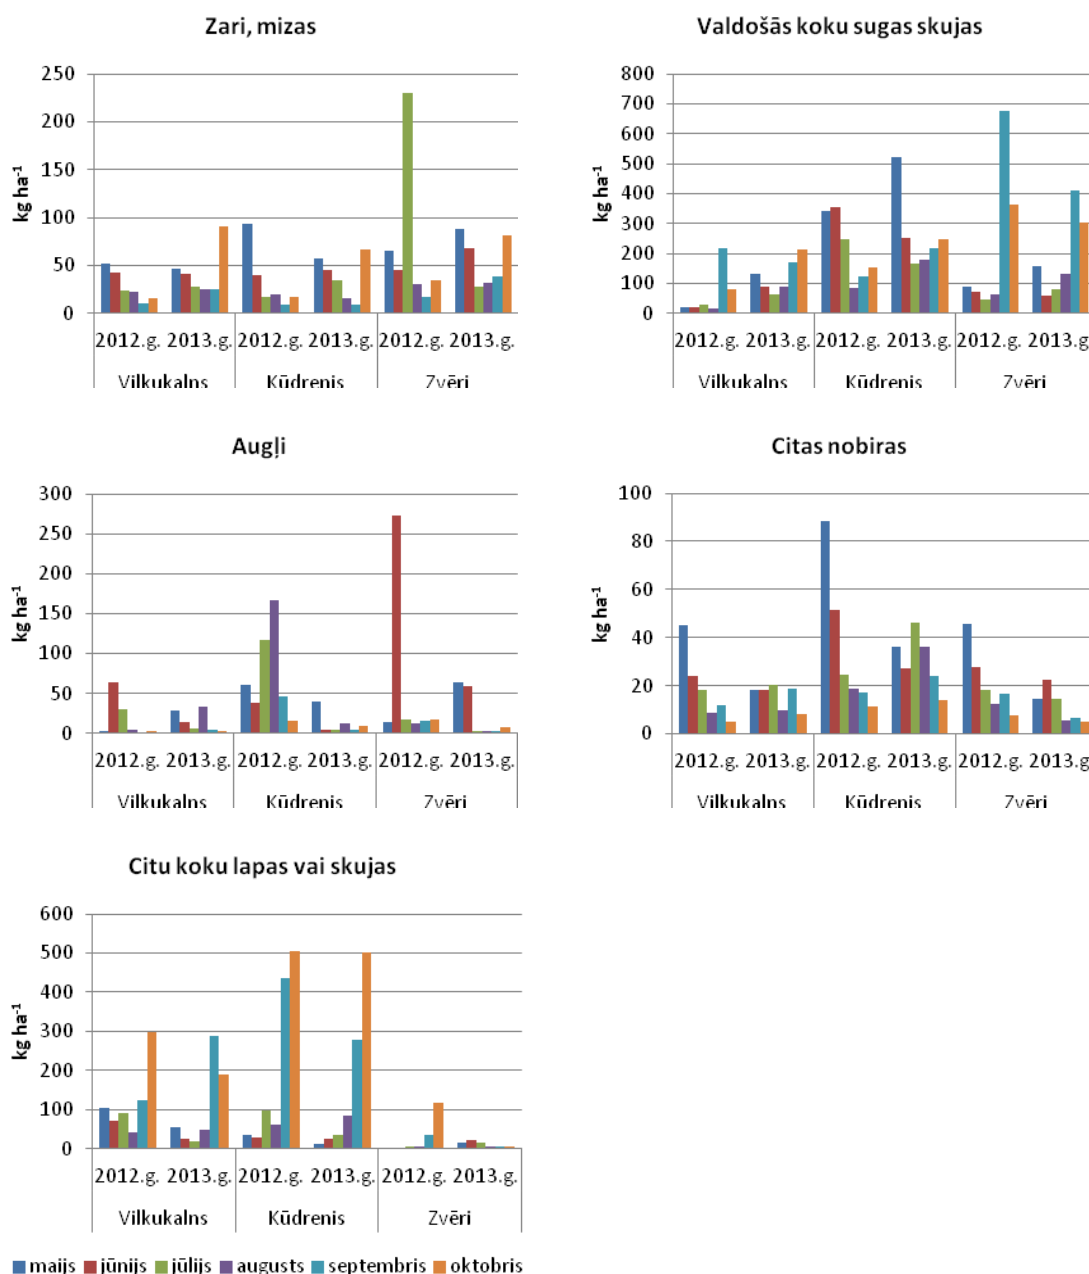 Zari, mizas
250
200
150
100
50
0
kg ha⁻¹
2012.g. 2013.g. 2012.g. 2013.g. 2012.g. 2013.g.
Vilkukalns Kūdrenis Zvēri
Valdošās koku sugas skujas
800
700
600
500
400
300
200
100
0
kg ha⁻¹
2012.g. 2013.g. 2012.g. 2013.g. 2012.g. 2013.g
Vilkukalns Kūdrenis Zvēri
Augļi
300
250
200
150
100
50
0
kg ha⁻¹
2012.g. 2013.g. 2012.g. 2013.g. 2012.g. 2013.g.
Vilkukalns Kūdrenis Zvēri
Citas nobiras
100
80
60
40
20
0
kg ha⁻¹
2012.g. 2013.g. 2012.g. 2013.g. 2012.g. 2013.g
Vilkukalns Kūdrenis Zvēri
Citu koku lapas vai skujas
600
500
400
300
200
100
0
kg ha⁻¹
2012.g. 2013.g. 2012.g. 2013.g. 2012.g. 2013.g.
Vilkukalns Kūdrenis Zvēri
maijs jūnijs jūlijs augusts septembris oktobris